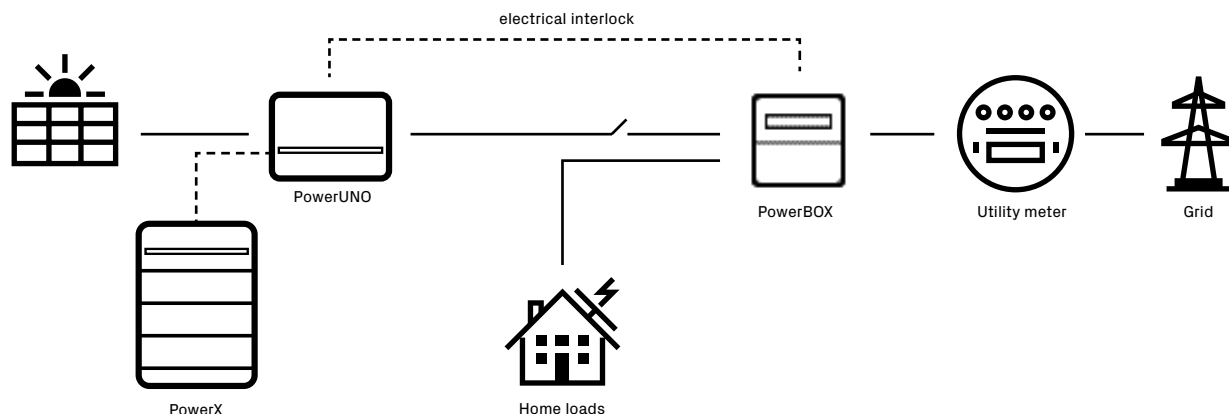 electrical interlock
PowerUNO
PowerBOX
Utility meter
Grid
PowerX
Home loads